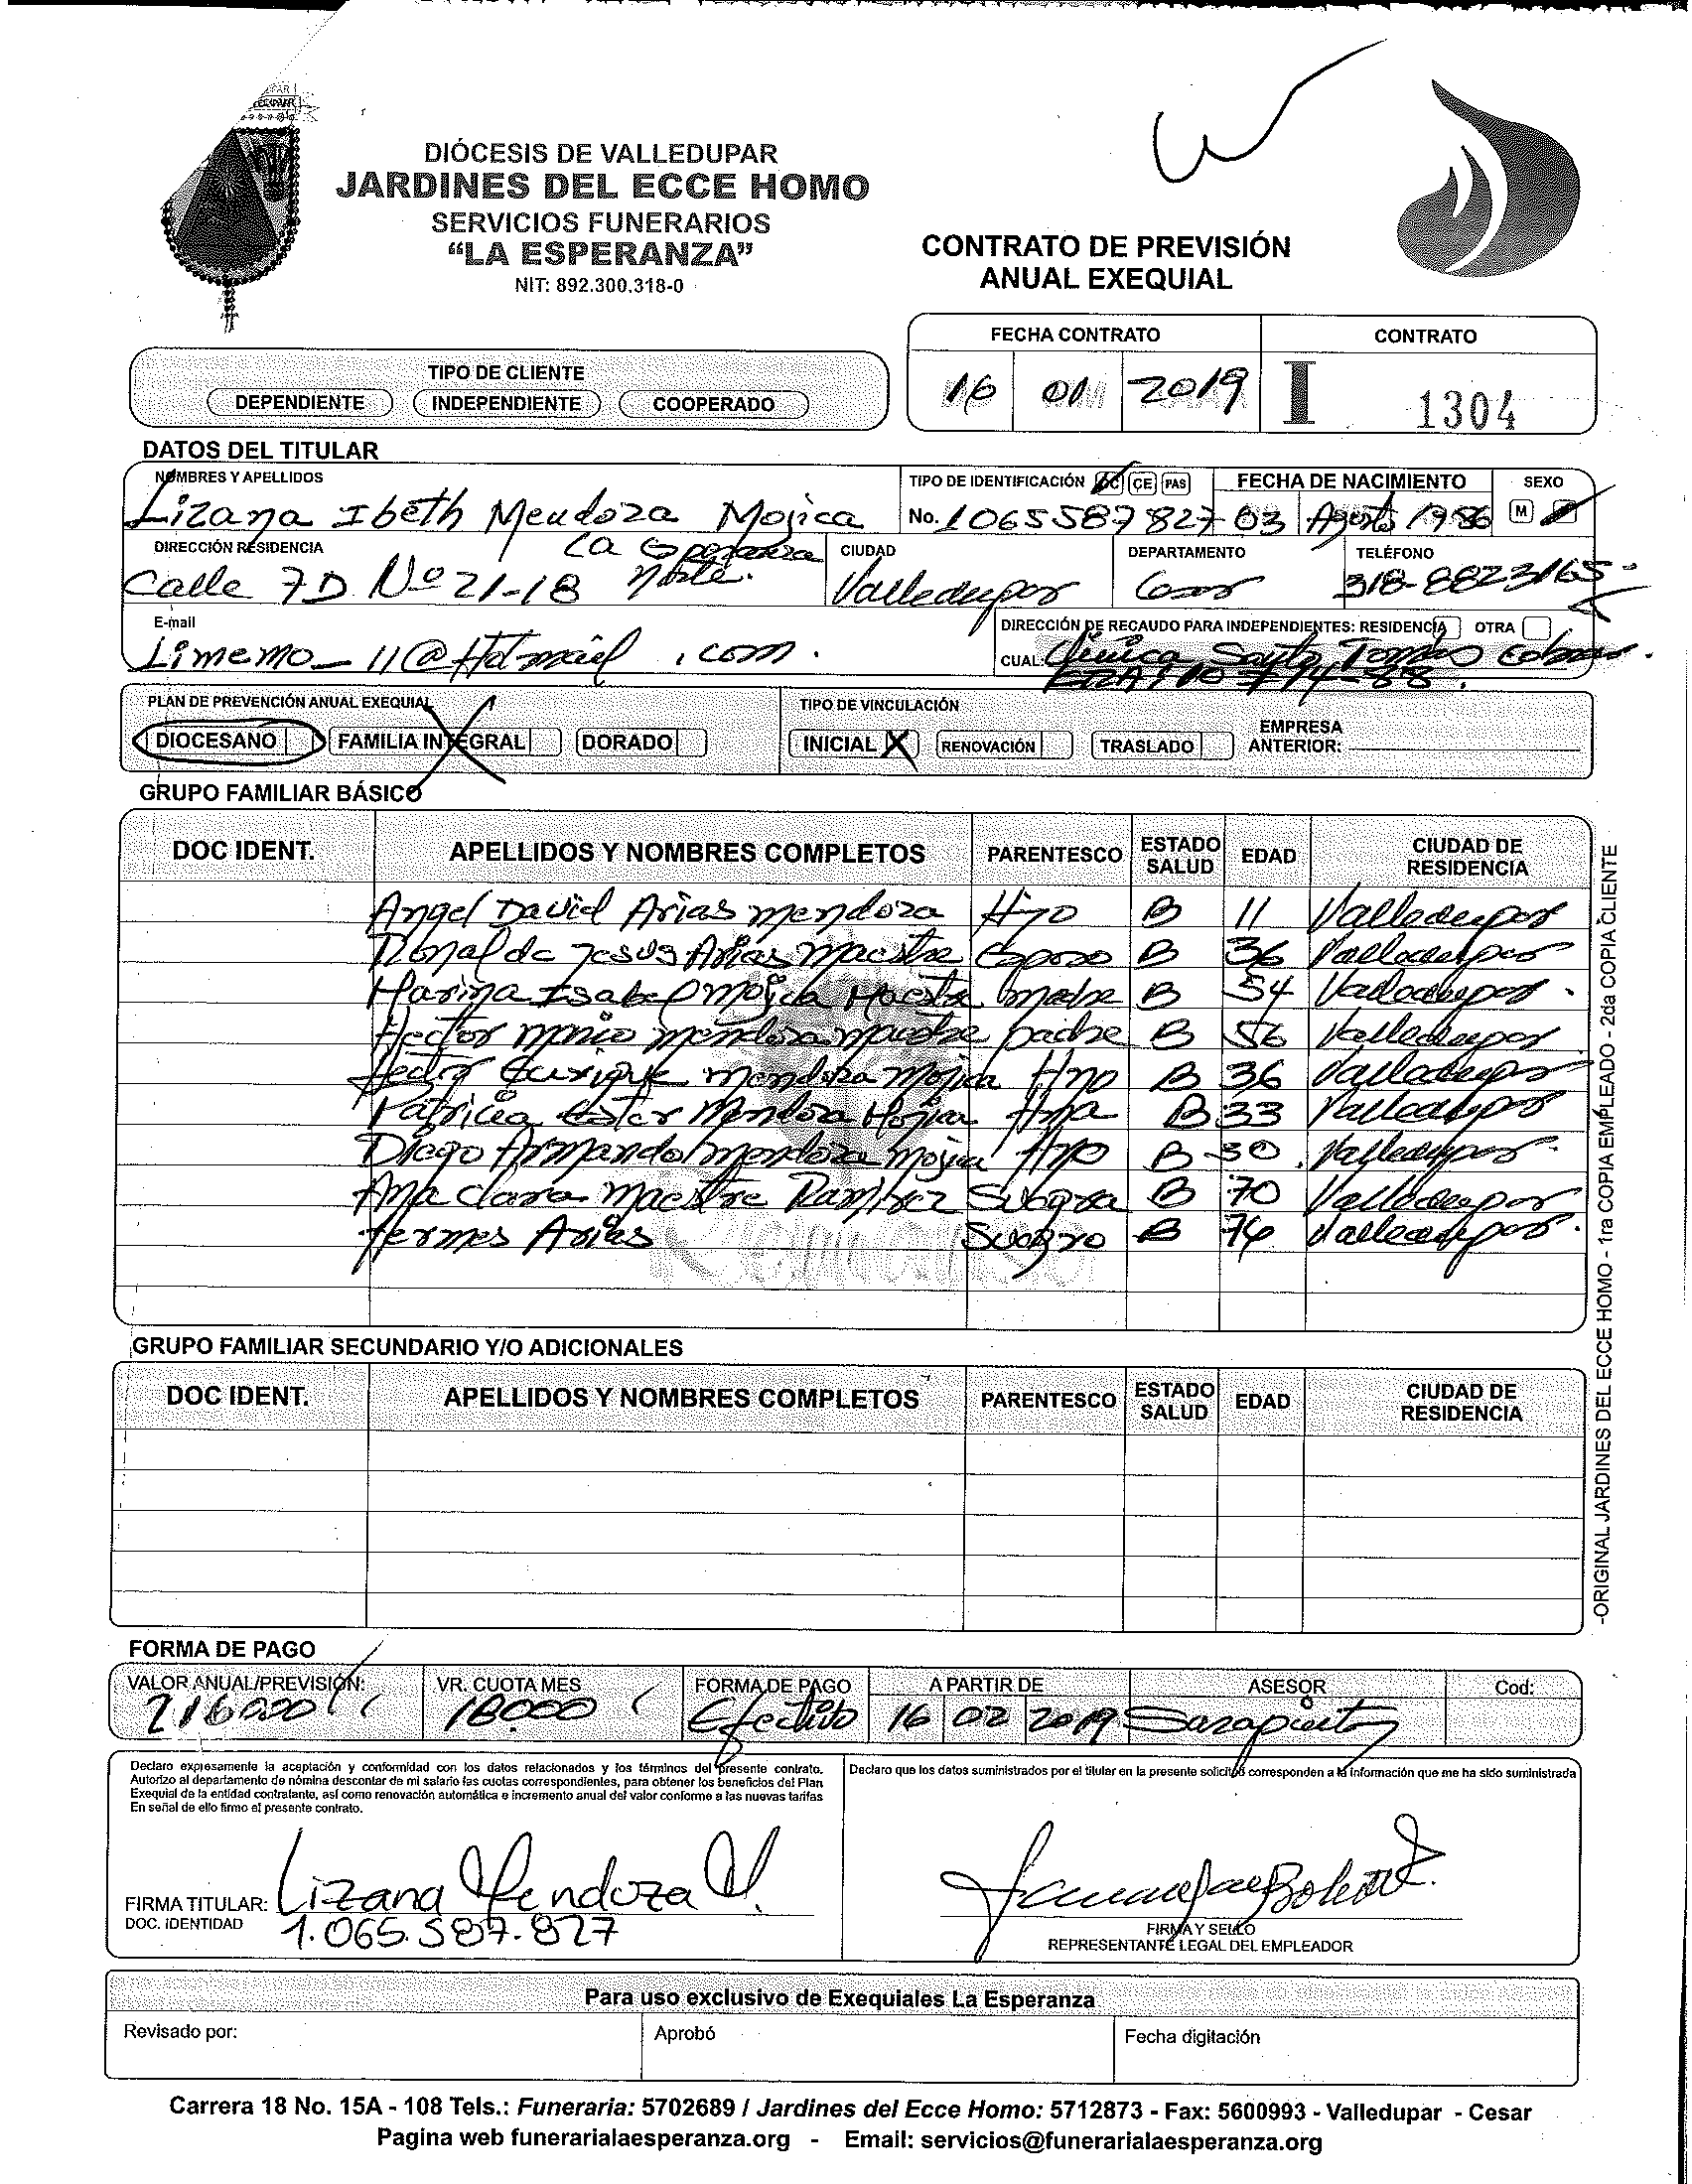 DIÓCESIS DE VALLEDUPAR
JARDINES DEL ECCE HOMO
SERVICIOS FUNERARIOS
“LA ESPERANZA”
NIT: 892.300.318-0
CONTRATO DE PREVISIÓN
ANUAL EXEQUIAL
FECHA CONTRATO CONTRATO
16 01 2019 I 1304
TIPO DE CLIENTE
DEPENDIENTE INDEPENDIENTE COOPERADO
DATOS DEL TITULAR
NOMBRES Y APELLIDOS TIPO DE IDENTIFICACIÓN CC CE PAS FECHA DE NACIMIENTO SEXO
Lizana Ibeth Mendoza Mojica No. 1065587827 03 Agosto 1986 M
DIRECCIÓN RESIDENCIA La Esperanza CIUDAD DEPARTAMENTO TELÉFONO
Calle 7D Nº 21-18 Norte. Valledupar Cesar 318-8823165
E-mail DIRECCIÓN DE RECAUDO PARA INDEPENDIENTES: RESIDENCIA OTRA
Limemo_11@Hotmail.com. CUAL: Clinica Santo Tomas
PLAN DE PREVENCIÓN ANUAL EXEQUIAL TIPO DE VINCULACIÓN
DIOCESANO FAMILIA INTEGRAL DORADO INICIAL X RENOVACIÓN TRASLADO EMPRESA ANTERIOR:
GRUPO FAMILIAR BÁSICO
DOC IDENT. APELLIDOS Y NOMBRES COMPLETOS PARENTESCO ESTADO SALUD EDAD CIUDAD DE RESIDENCIA
Angel David Arias mendoza Hijo B 11 Valledupar
Ronaldo Jesus Arias maestre Esposo B 36 Valledupar
Marina Isabel mojica Maestre madre B 54 Valledupar.
Hector mario mendoza maestre padre B 56 Valledupar
Hector Enrique mendoza mojica Hno B 36 Valledupar
Patricia Ester Mendoza Mojica Hna B 33 Valledupar
Diego Armando mendoza mojica Hno B 30 Valledupar.
Ana Clara maestre Ramirez Suegra B 70 Valledupar
Hermes Arias Suegro B 74 Valledupar.
GRUPO FAMILIAR SECUNDARIO Y/O ADICIONALES
DOC IDENT. APELLIDOS Y NOMBRES COMPLETOS PARENTESCO ESTADO SALUD EDAD CIUDAD DE RESIDENCIA
-ORIGINAL JARDINES DEL ECCE HOMO - 1ra COPIA EMPLEADO - 2da COPIA CLIENTE
FORMA DE PAGO
VALOR ANUAL/PREVISIÓN: VR. CUOTA MES FORMA DE PAGO A PARTIR DE ASESOR Cod:
216000 18000 Efectivo 16 02 2019
Declaro expresamente la aceptación y conformidad con los datos relacionados y los términos del presente contrato.
Autorizo al departamento de nómina descontar de mi salario las cuotas correspondientes, para obtener los beneficios del Plan
Exequial de la entidad contratante, así como renovación automática e incremento anual del valor conforme a las nuevas tarifas
En señal de ello firmo el presente contrato.
Declaro que los datos suministrados por el titular en la presente solicitud corresponden a la información que me ha sido suministrada
FIRMA TITULAR: Lizana Mendoza M.
DOC. IDENTIDAD 1.065.587.827
FIRMA Y SELLO
REPRESENTANTE LEGAL DEL EMPLEADOR
Para uso exclusivo de Exequiales La Esperanza
Revisado por: Aprobó Fecha digitación
Carrera 18 No. 15A - 108 Tels.: Funeraria: 5702689 / Jardines del Ecce Homo: 5712873 - Fax: 5600993 - Valledupar - Cesar
Pagina web funerarialaesperanza.org - Email: servicios@funerarialaesperanza.org